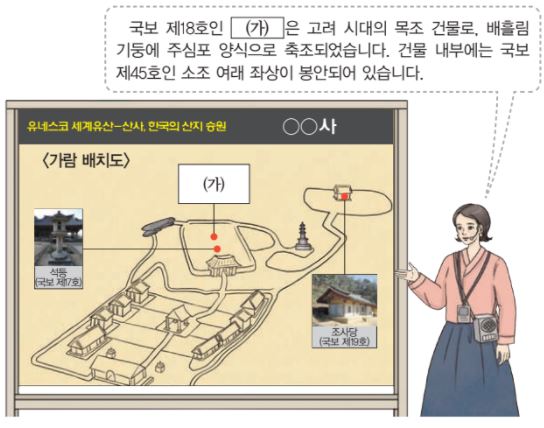 국보 제18호인 (가) 은 고려 시대의 목조 건물로, 배흘림
기둥에 주심포 양식으로 축조되었습니다. 건물 내부에는 국보
제45호인 소조 여래 좌상이 봉안되어 있습니다.
유네스코 세계유산-산사, 한국의 산지 승원
○○사
<가람 배치도>
(가)
석등
(국보 제17호)
조사당
(국보 제19호)